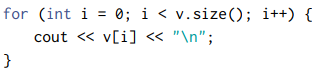 for (int i = 0; i < v.size(); i++) {
    cout << v[i] << "\n";
}